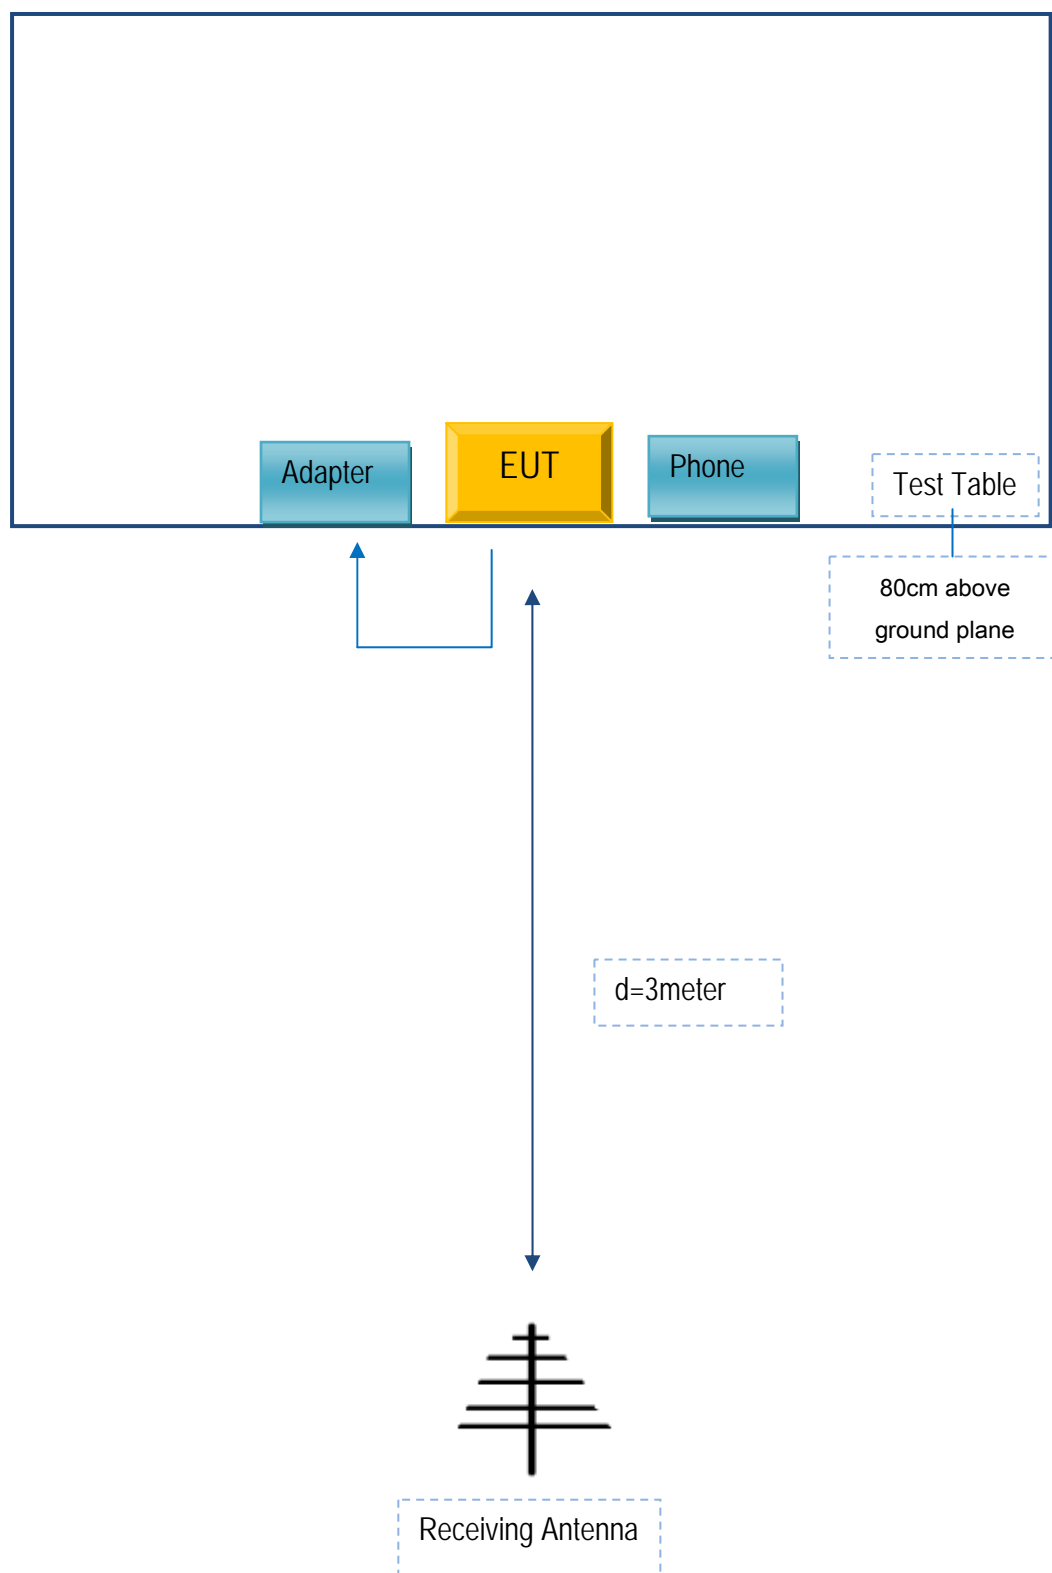 Adapter
EUT
Phone
Test Table
80cm above
ground plane
d=3meter
Receiving Antenna